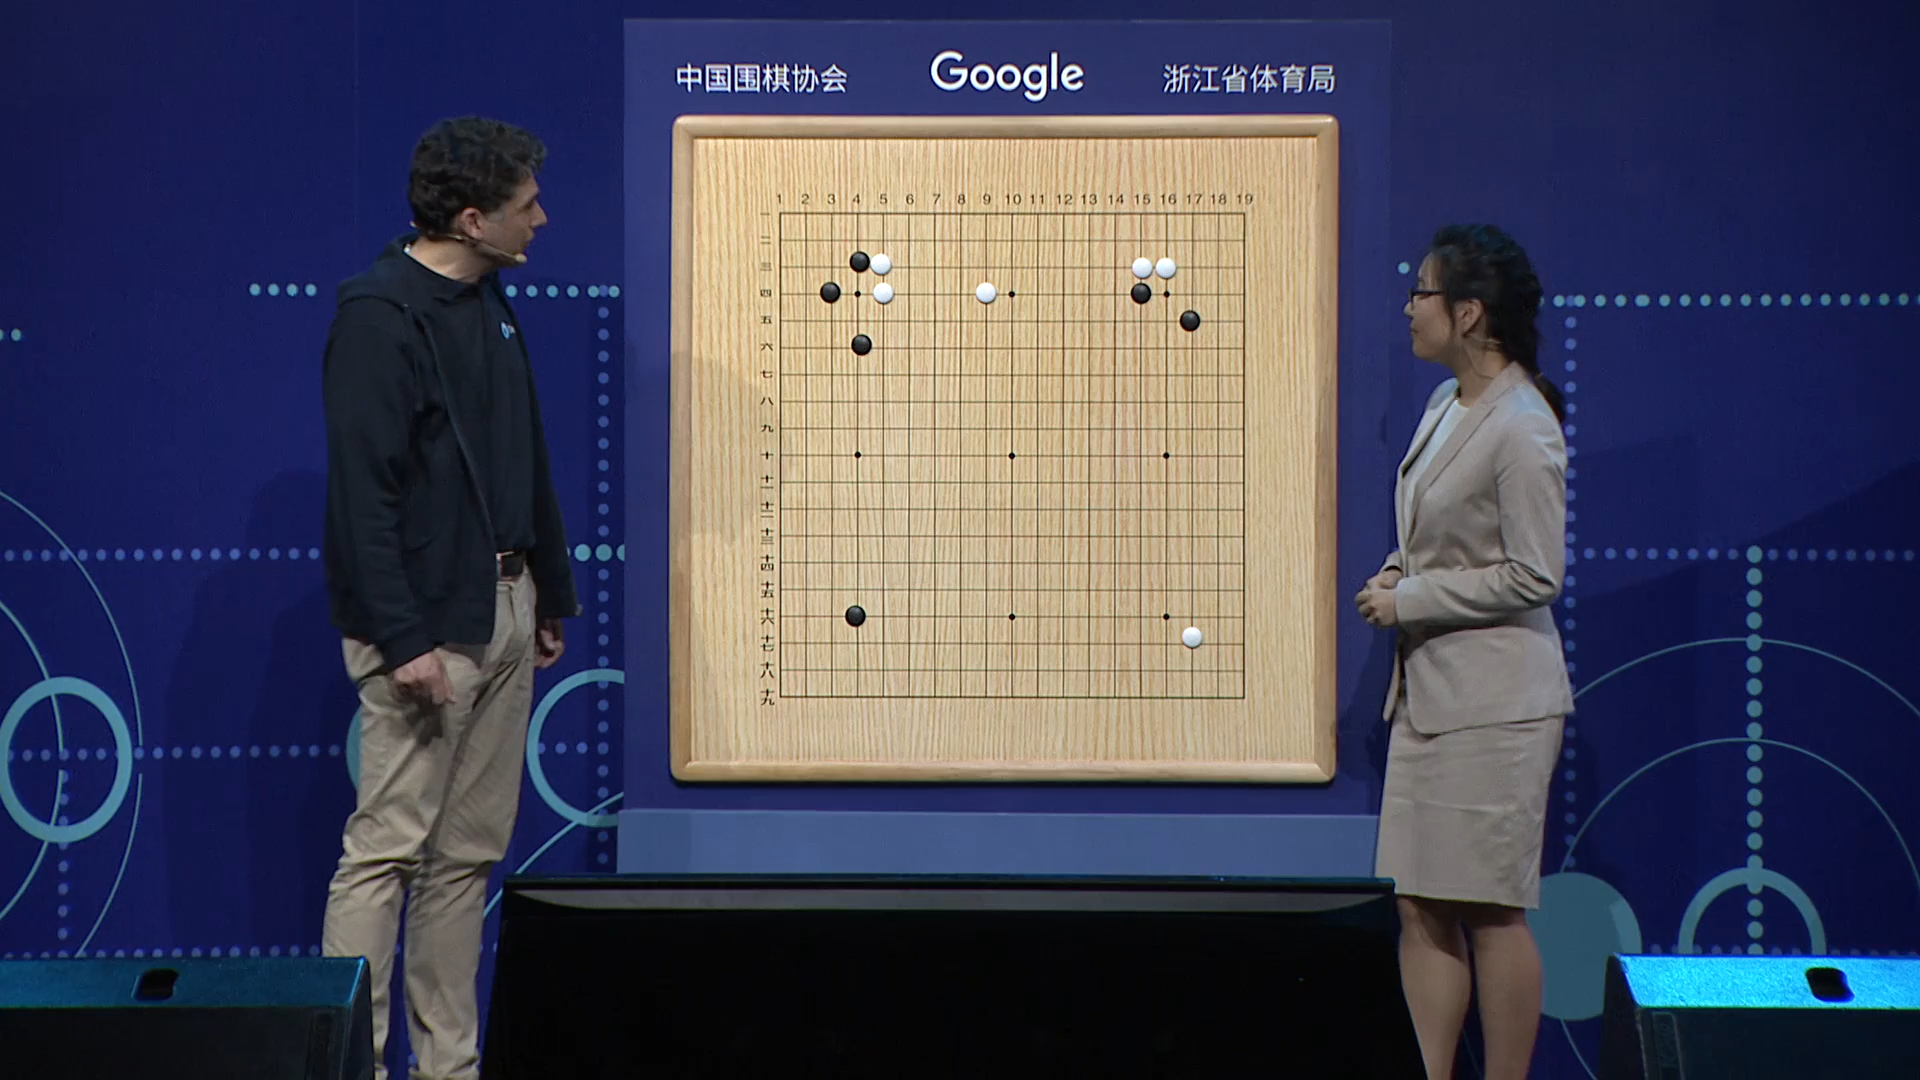 中国围棋协会 Google 浙江省体育局
1 2 3 4 5 6 7 8 9 10 11 12 13 14 15 16 17 18 19
一
二
三
四
五
六
七
八
九
十
十一
十二
十三
十四
十五
十六
十七
十八
十九